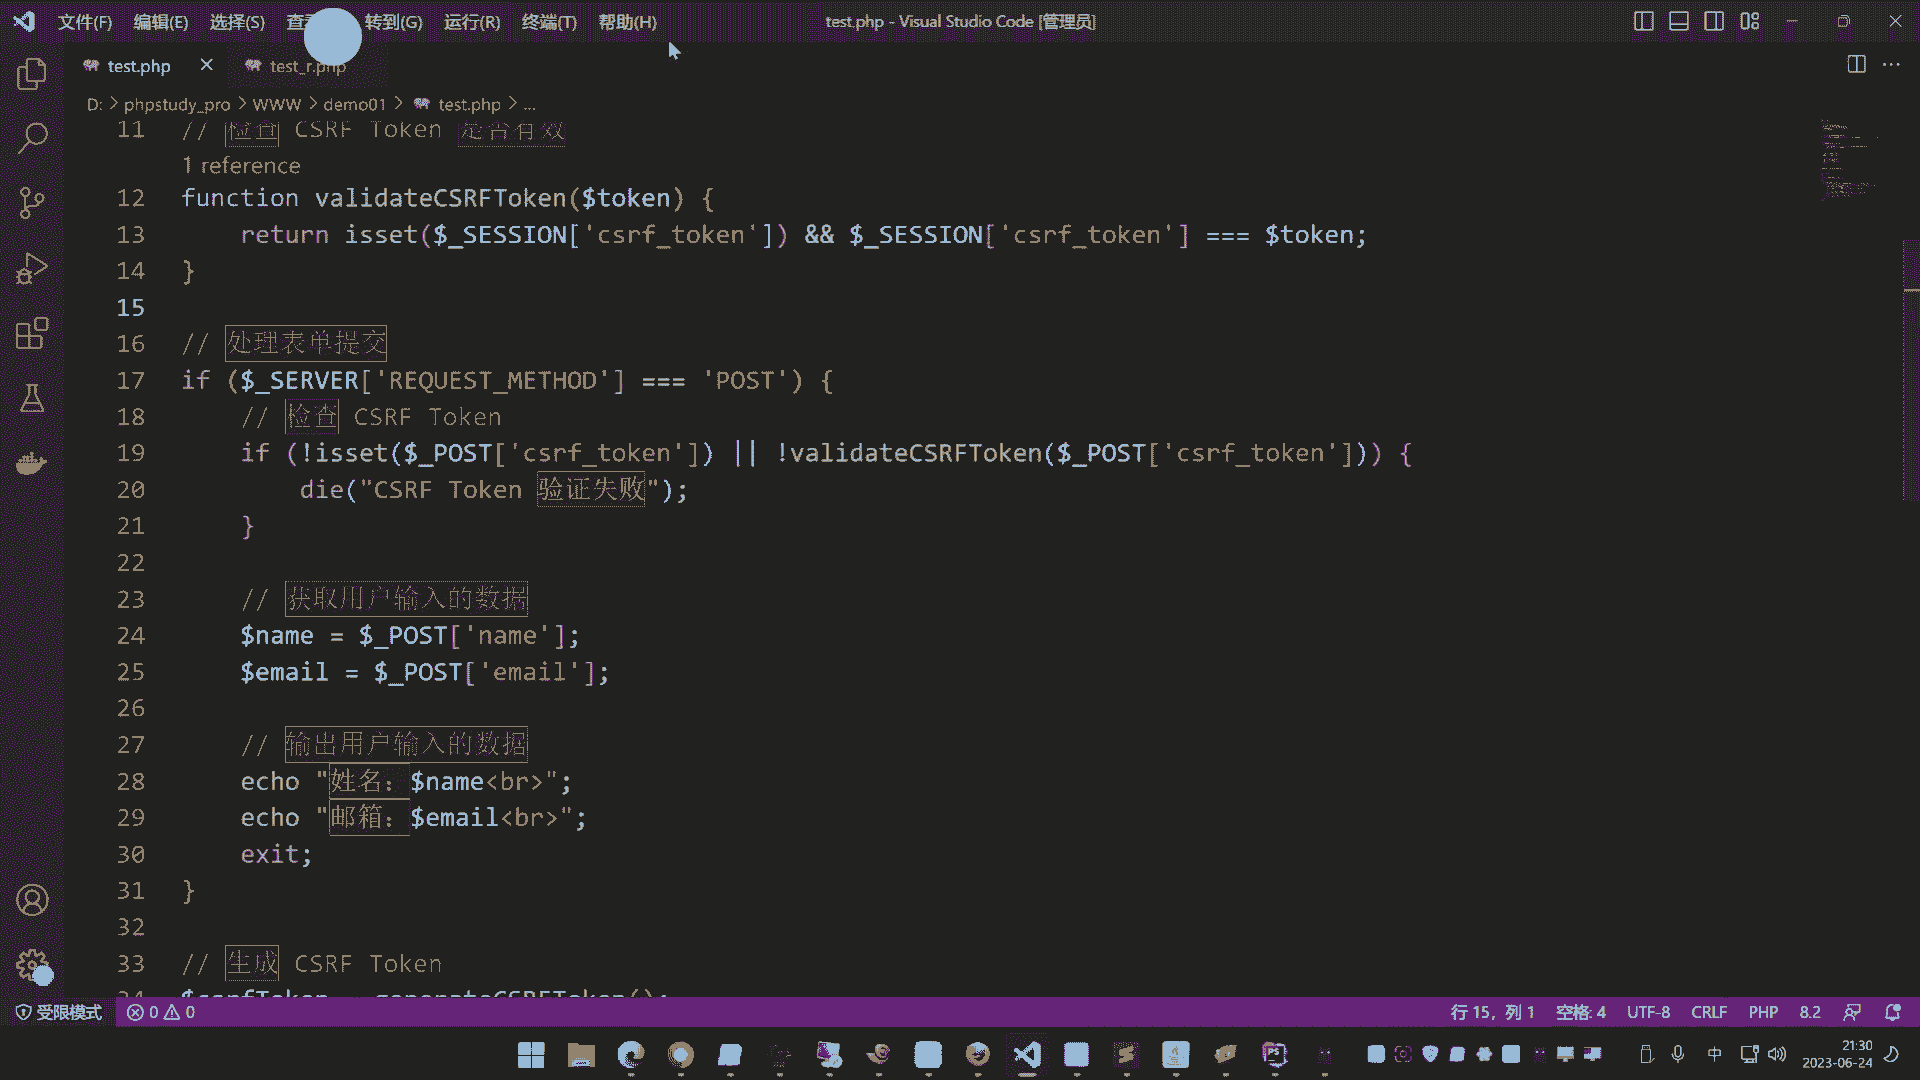 文件(F) 编辑(E) 选择(S) 转到(G) 运行(R) 终端(T) 帮助(H) test.php - Visual Studio Code [管理员]
test.php test_r.php
D: > phpstudy_pro > WWW > demo01 > test.php > ...
11 // 检查 CSRF Token 是否有效
1 reference
12 function validateCSRFToken($token) {
13 return isset($_SESSION['csrf_token']) && $_SESSION['csrf_token'] === $token;
14 }
15
16 // 处理表单提交
17 if ($_SERVER['REQUEST_METHOD'] === 'POST') {
18 // 检查 CSRF Token
19 if (!isset($_POST['csrf_token']) || !validateCSRFToken($_POST['csrf_token'])) {
20 die("CSRF Token 验证失败");
21 }
22
23 // 获取用户输入的数据
24 $name = $_POST['name'];
25 $email = $_POST['email'];
26
27 // 输出用户输入的数据
28 echo "姓名：$name<br>";
29 echo "邮箱：$email<br>";
30 exit;
31 }
32
33 // 生成 CSRF Token
34 $csrfToken = generateCSRFToken();
受限模式 0 0 行 15，列 1 空格: 4 UTF-8 CRLF PHP 8.2
中 21:30
2023-06-24